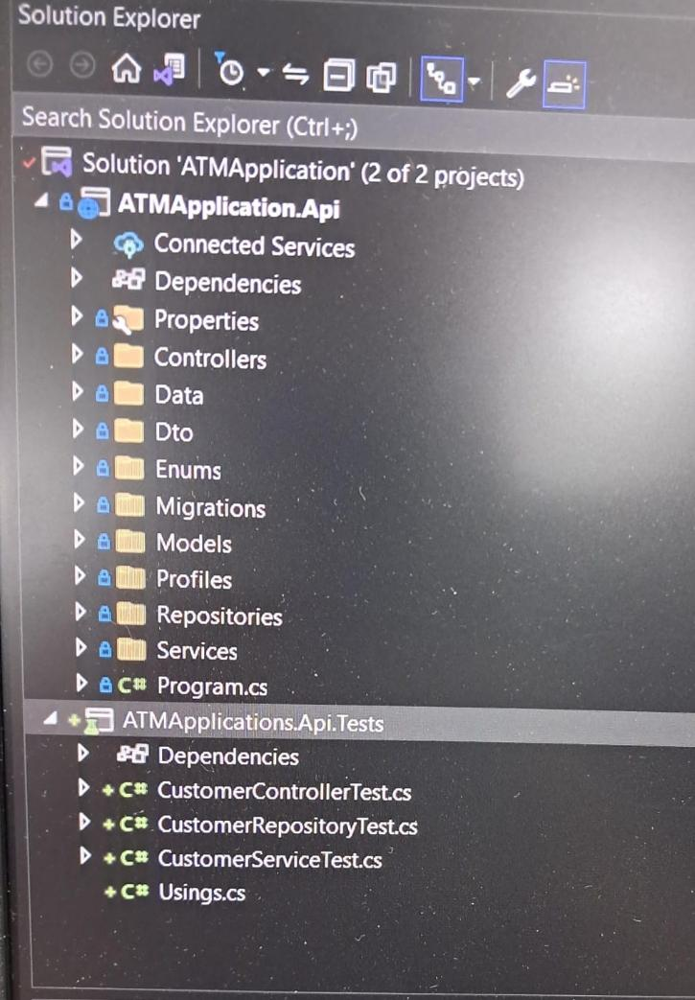 Solution Explorer
Search Solution Explorer (Ctrl+;)
Solution 'ATMApplication' (2 of 2 projects)
ATMApplication.Api
Connected Services
Dependencies
Properties
Controllers
Data
Dto
Enums
Migrations
Models
Profiles
Repositories
Services
C# Program.cs
ATMApplications.Api.Tests
Dependencies
+ C# CustomerControllerTest.cs
+ C# CustomerRepositoryTest.cs
+ C# CustomerServiceTest.cs
+ C# Usings.cs